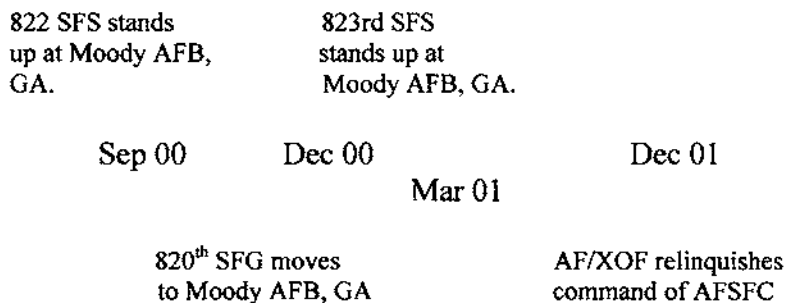 822 SFS stands
up at Moody AFB,
GA.
823rd SFS
stands up at
Moody AFB, GA.
Sep 00 Dec 00 Dec 01
Mar 01
820th SFG moves
to Moody AFB, GA
AF/XOF relinquishes
command of AFSFC